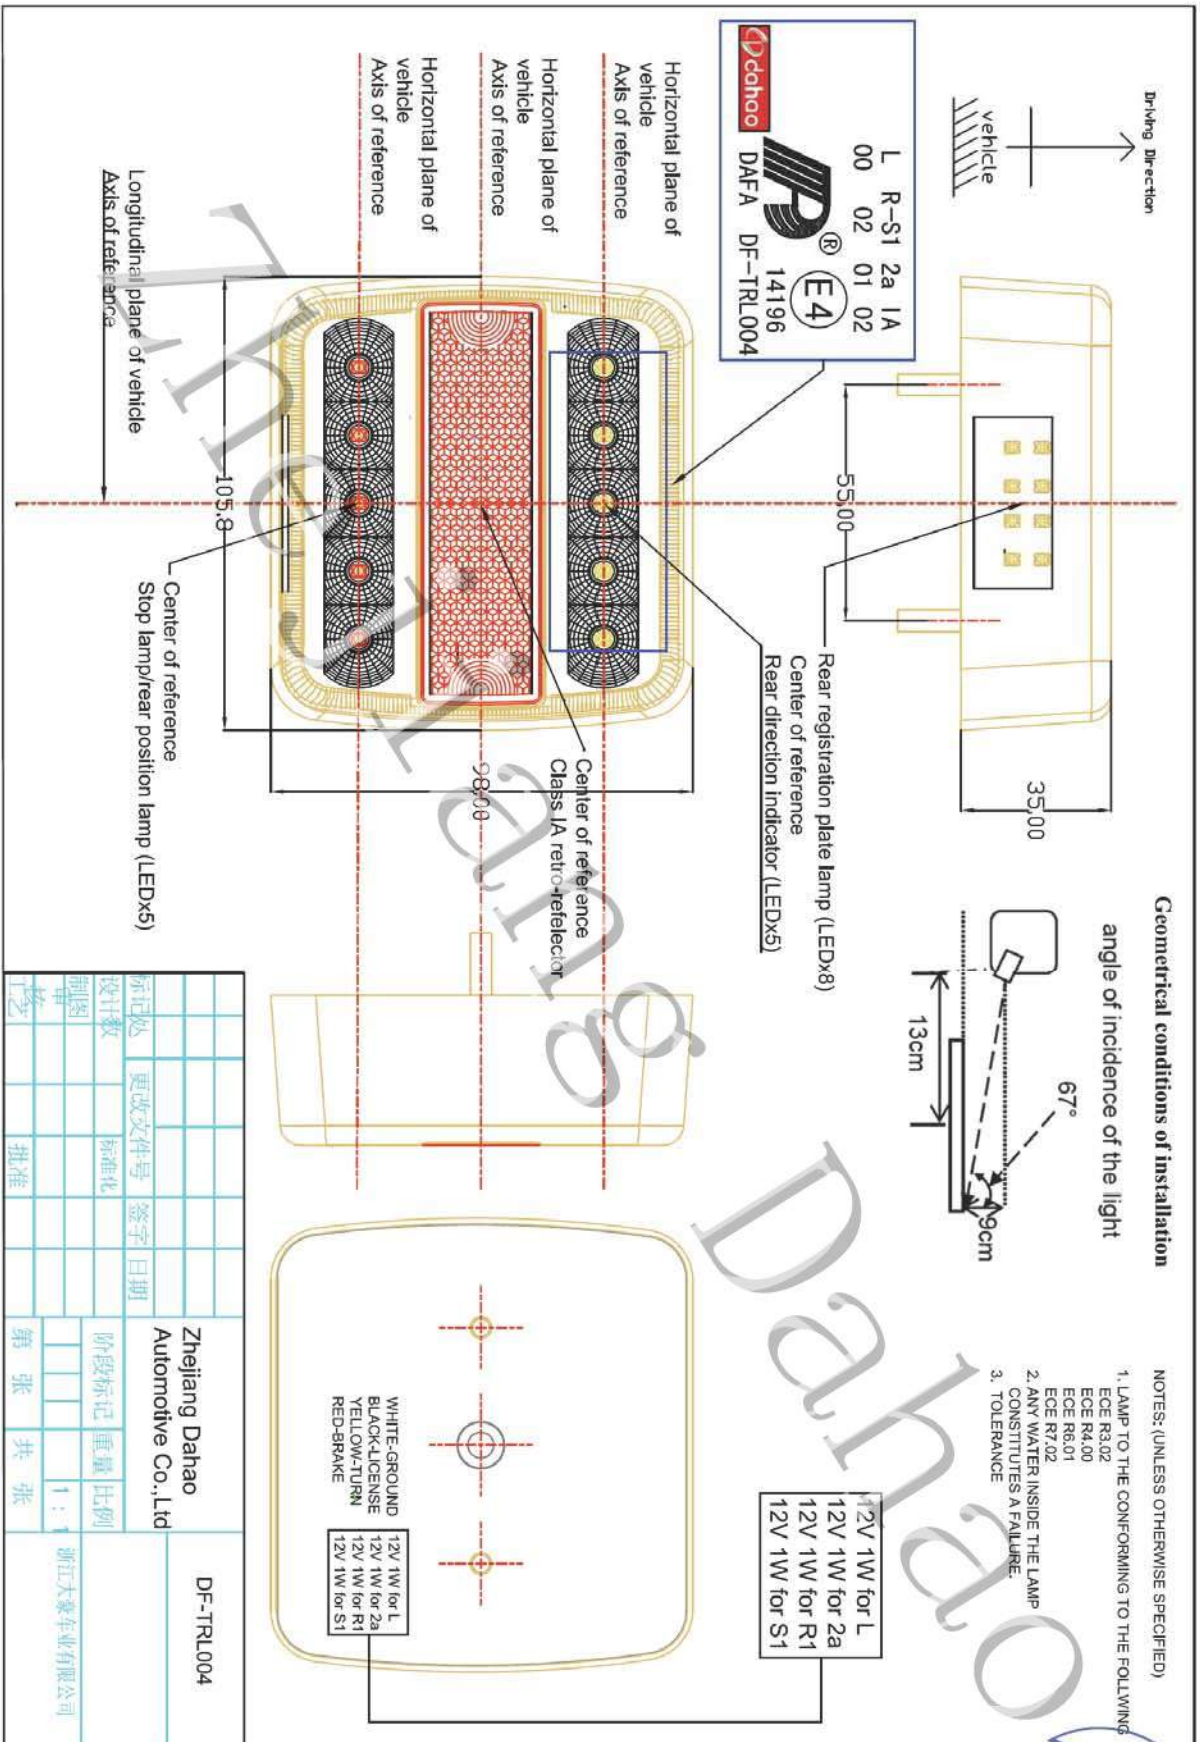 Driving Direction
vehicle
L R-S1 2a IA
00 02 01 02
dahao
®
E4
14196
DAFA DF-TRL004
Horizontal plane of
vehicle
Axis of reference
Horizontal plane of
vehicle
Axis of reference
Horizontal plane of
vehicle
Axis of reference
Longitudinal plane of vehicle
Axis of reference
55,00
35,00
105,8
98,00
Rear registration plate lamp (LEDx8)
Center of reference
Rear direction indicator (LEDx5)
Center of reference
Class IA retro-refelector
Center of reference
Stop lamp/rear position lamp (LEDx5)
Geometrical conditions of installation
angle of incidence of the light
67°
13cm
9cm
NOTES: (UNLESS OTHERWISE SPECIFIED)
1. LAMP TO THE CONFORMING TO THE FOLLWING
ECE R3.02
ECE R4.00
ECE R6.01
ECE R7.02
2. ANY WATER INSIDE THE LAMP
CONSTITUTES A FAILURE.
3. TOLERANCE
12V 1W for L
12V 1W for 2a
12V 1W for R1
12V 1W for S1
WHITE-GROUND
BLACK-LICENSE
YELLOW-TURN
RED-BRAKE
12V 1W for L
12V 1W for 2a
12V 1W for R1
12V 1W for S1
标记处 更改文件号 签字 日期
设计数 标准化
制图
审核
工艺 批准
Zhejiang Dahao
Automotive Co.,Ltd
阶段标记 重量 比例
1:1
第 张 共 张
DF-TRL004
浙江大豪车业有限公司
Zhejiang Dahao